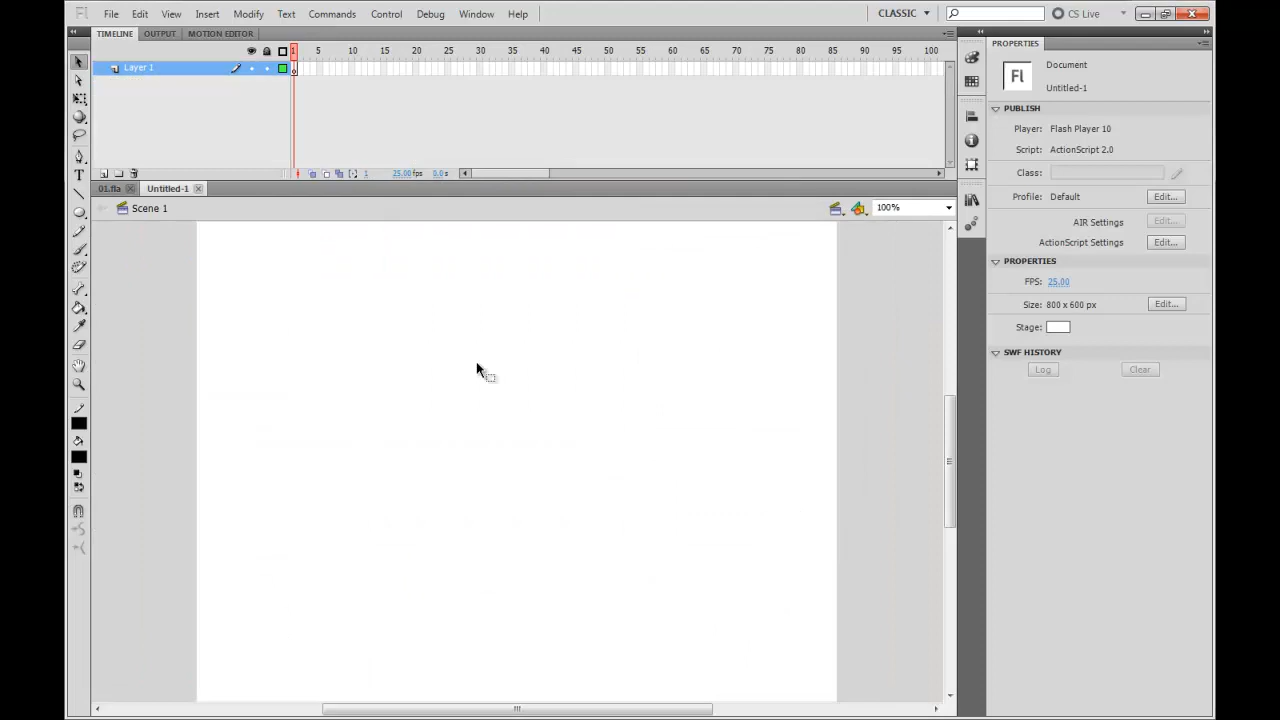 Fl File Edit View Insert Modify Text Commands Control Debug Window Help CLASSIC CS Live
TIMELINE OUTPUT MOTION EDITOR
1 5 10 15 20 25 30 35 40 45 50 55 60 65 70 75 80 85 90 95 100
Layer 1
1 25.00 fps 0.0s
01.fla Untitled-1
Scene 1 100%
PROPERTIES
Fl Document
Untitled-1
PUBLISH
Player: Flash Player 10
Script: ActionScript 2.0
Class:
Profile: Default Edit...
AIR Settings Edit...
ActionScript Settings Edit...
PROPERTIES
FPS: 25.00
Size: 800 x 600 px Edit...
Stage:
SWF HISTORY
Log Clear